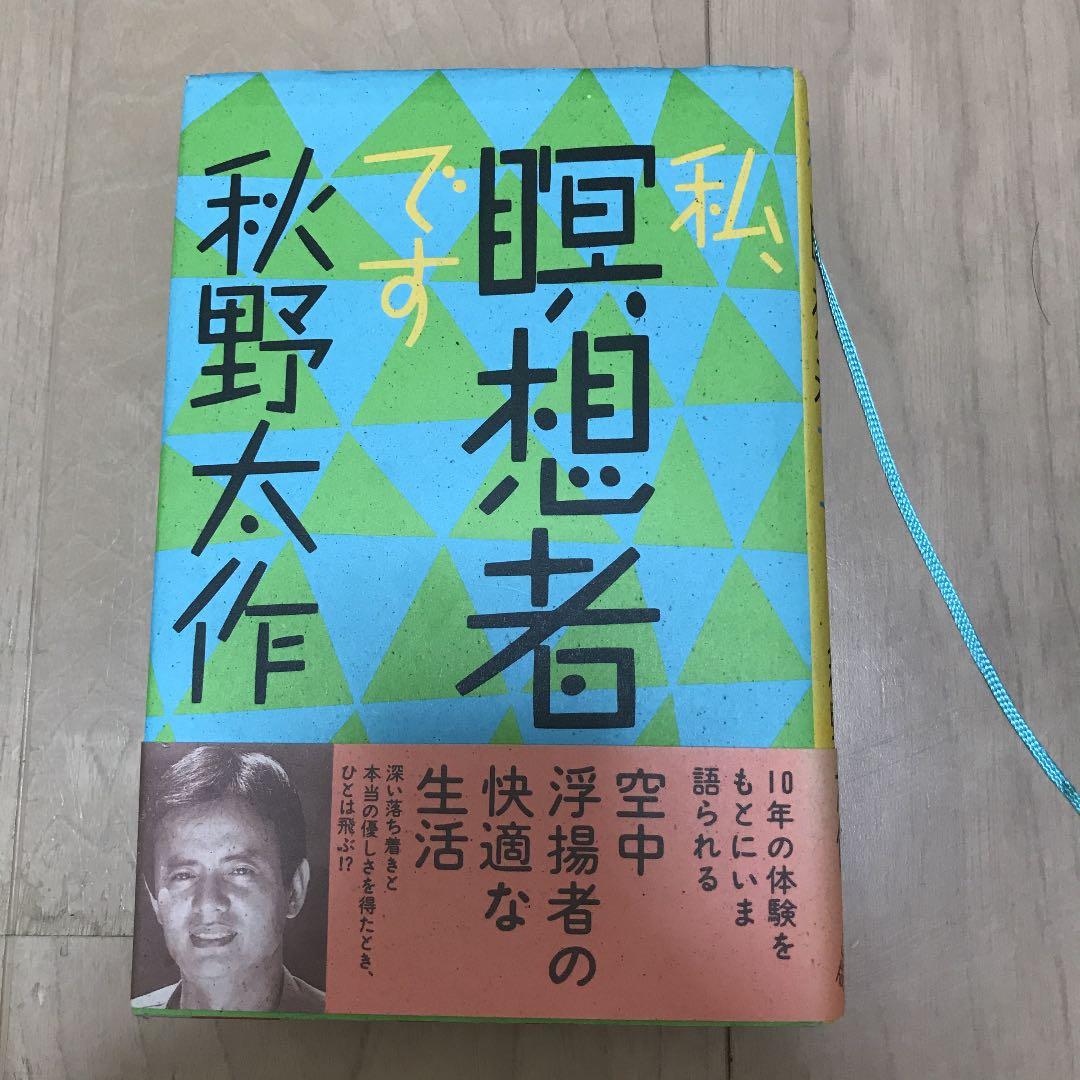 私、
瞑想者
です
秋野太作
10年の体験を
もとにいま
語られる
空中
浮揚者の
快適な
生活
深い落ち着きと
本当の優しさを得たとき、
ひとは飛ぶ!?